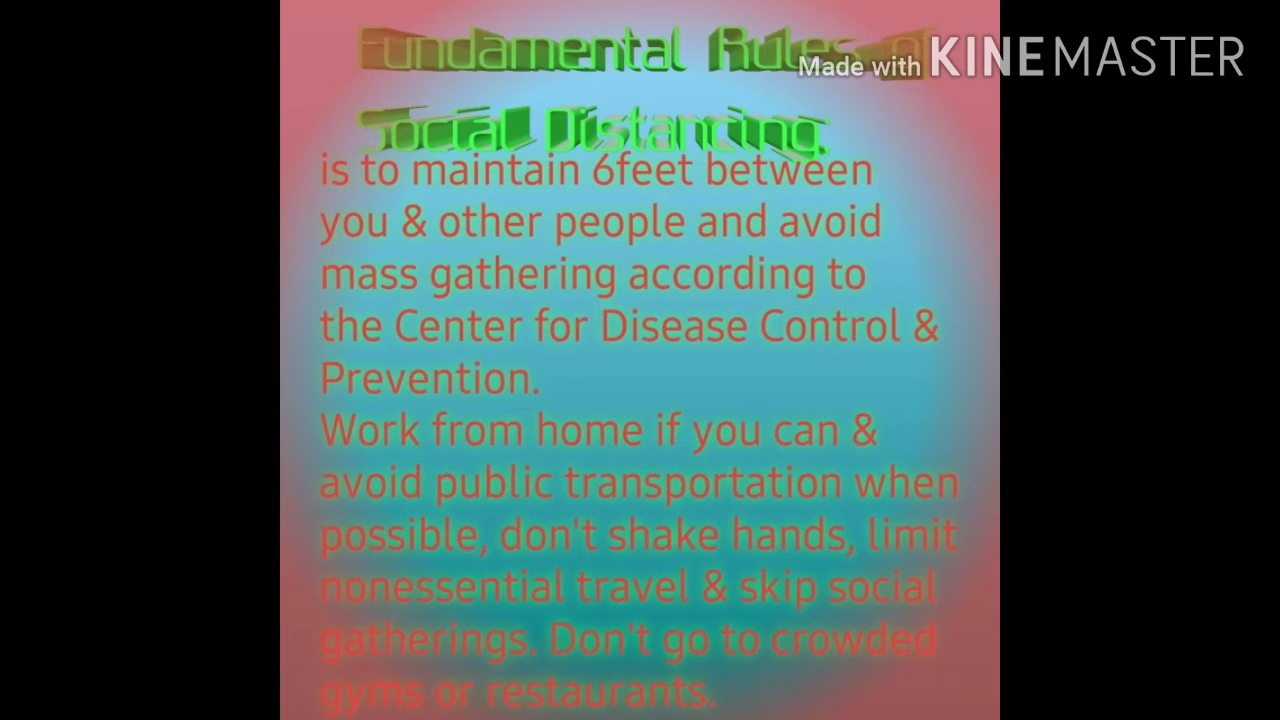 Fundamental Rules of
Made with KINEMASTER
Social Distancing:
is to maintain 6feet between
you & other people and avoid
mass gathering according to
the Center for Disease Control &
Prevention.
Work from home if you can &
avoid public transportation when
possible, don't shake hands, limit
nonessential travel & skip social
gatherings. Don't go to crowded
gyms or restaurants.